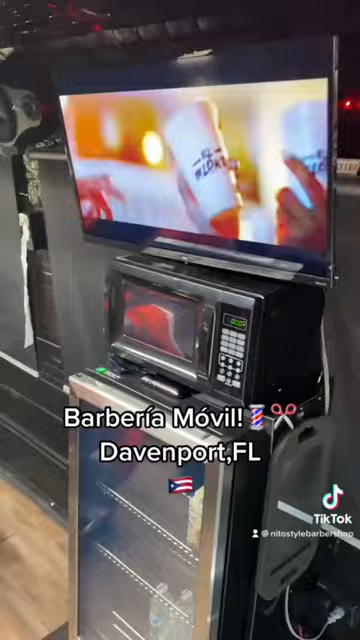 Barbería Móvil!💈✂️
Davenport,FL
🇵🇷
TikTok
@nitostylebarbershop